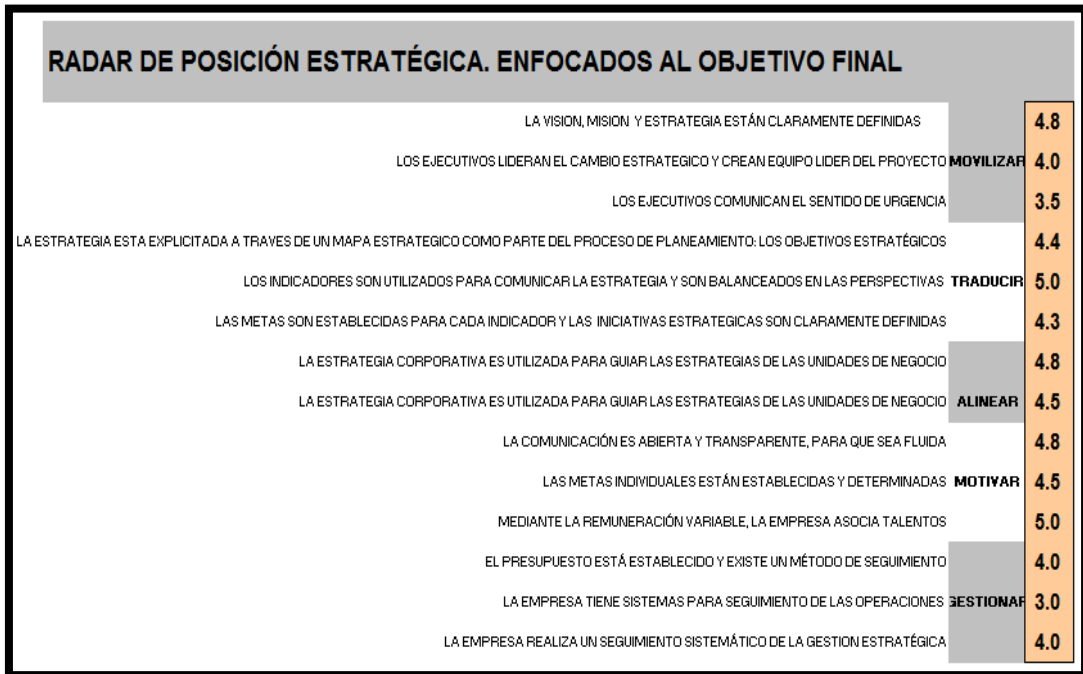 RADAR DE POSICIÓN ESTRATÉGICA. ENFOCADOS AL OBJETIVO FINAL
LA VISION, MISION Y ESTRATEGIA ESTÁN CLARAMENTE DEFINIDAS 4.8
LOS EJECUTIVOS LIDERAN EL CAMBIO ESTRATEGICO Y CREAN EQUIPO LIDER DEL PROYECTO MOVILIZAR 4.0
LOS EJECUTIVOS COMUNICAN EL SENTIDO DE URGENCIA 3.5
LA ESTRATEGIA ESTA EXPLICITADA A TRAVES DE UN MAPA ESTRATEGICO COMO PARTE DEL PROCESO DE PLANEAMIENTO: LOS OBJETIVOS ESTRATÉGICOS 4.4
LOS INDICADORES SON UTILIZADOS PARA COMUNICAR LA ESTRATEGIA Y SON BALANCEADOS EN LAS PERSPECTIVAS TRADUCIR 5.0
LAS METAS SON ESTABLECIDAS PARA CADA INDICADOR Y LAS INICIATIVAS ESTRATEGICAS SON CLARAMENTE DEFINIDAS 4.3
LA ESTRATEGIA CORPORATIVA ES UTILIZADA PARA GUIAR LAS ESTRATEGIAS DE LAS UNIDADES DE NEGOCIO 4.8
LA ESTRATEGIA CORPORATIVA ES UTILIZADA PARA GUIAR LAS ESTRATEGIAS DE LAS UNIDADES DE NEGOCIO ALINEAR 4.5
LA COMUNICACIÓN ES ABIERTA Y TRANSPARENTE, PARA QUE SEA FLUIDA 4.8
LAS METAS INDIVIDUALES ESTÁN ESTABLECIDAS Y DETERMINADAS MOTIVAR 4.5
MEDIANTE LA REMUNERACIÓN VARIABLE, LA EMPRESA ASOCIA TALENTOS 5.0
EL PRESUPUESTO ESTÁ ESTABLECIDO Y EXISTE UN MÉTODO DE SEGUIMIENTO 4.0
LA EMPRESA TIENE SISTEMAS PARA SEGUIMIENTO DE LAS OPERACIONES GESTIONAR 3.0
LA EMPRESA REALIZA UN SEGUIMIENTO SISTEMÁTICO DE LA GESTION ESTRATÉGICA 4.0